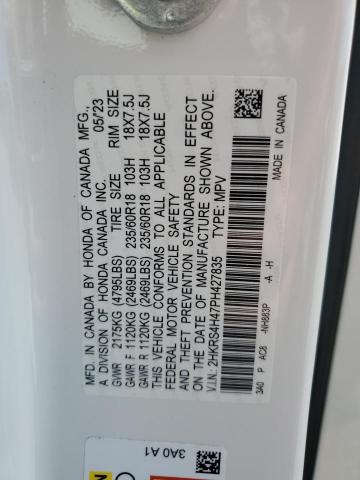 MFD. IN CANADA BY HONDA OF CANADA MFG.,
A DIVISION OF HONDA CANADA INC. 05/23
GVWR 2175KG (4795LBS) TIRE SIZE RIM SIZE
GAWR F 1120KG (2469LBS) 235/60R18 103H 18X7.5J
GAWR R 1120KG (2469LBS) 235/60R18 103H 18X7.5J
THIS VEHICLE CONFORMS TO ALL APPLICABLE
FEDERAL MOTOR VEHICLE SAFETY
AND THEFT PREVENTION STANDARDS IN EFFECT
ON THE DATE OF MANUFACTURE SHOWN ABOVE.
V.I.N.: 2HKRS4H47PH427835 TYPE: MPV
3A0 P AC8 -NH883P -A -H
MADE IN CANADA
3A0 A1